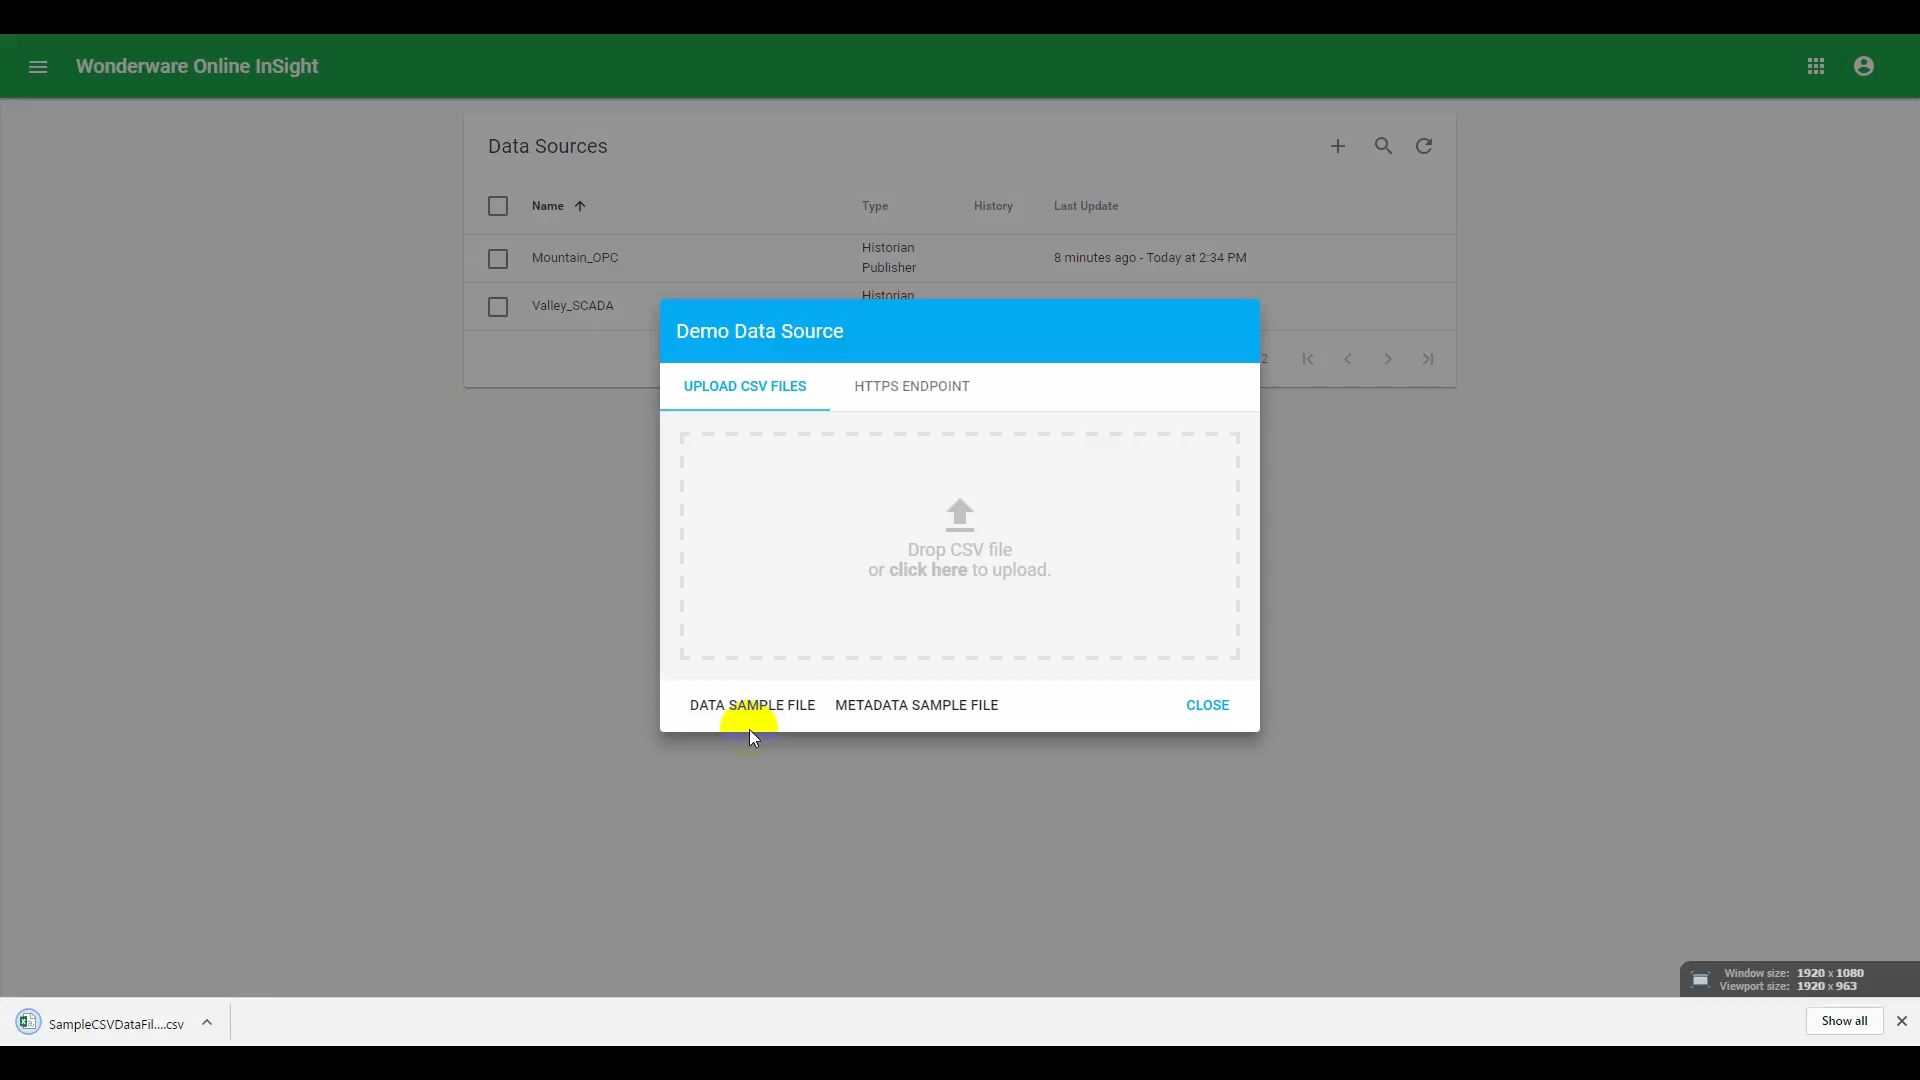 Wonderware Online InSight
Data Sources
Name Type History Last Update
Mountain_OPC Historian Publisher 8 minutes ago - Today at 2:34 PM
Valley_SCADA Historian
2
Demo Data Source
UPLOAD CSV FILES HTTPS ENDPOINT
Drop CSV file
or click here to upload.
DATA SAMPLE FILE METADATA SAMPLE FILE CLOSE
Window size: 1920 x 1080
Viewport size: 1920 x 963
SampleCSVDataFil....csv Show all